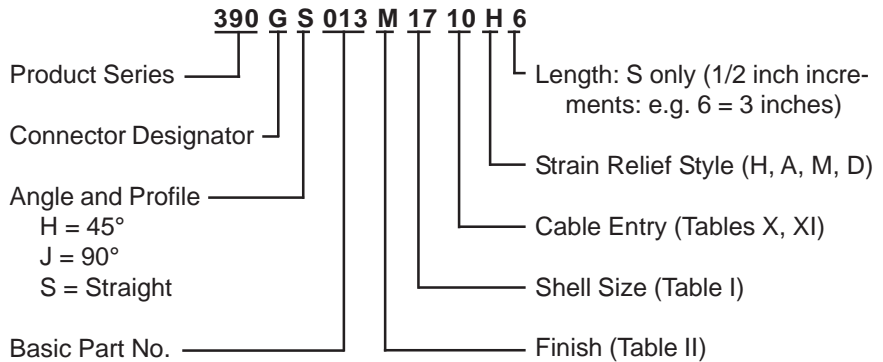 390 G S 013 M 17 10 H 6
Product Series
Connector Designator
Angle and Profile
H = 45°
J = 90°
S = Straight
Basic Part No.
Length: S only (1/2 inch incre-
ments: e.g. 6 = 3 inches)
Strain Relief Style (H, A, M, D)
Cable Entry (Tables X, XI)
Shell Size (Table I)
Finish (Table II)